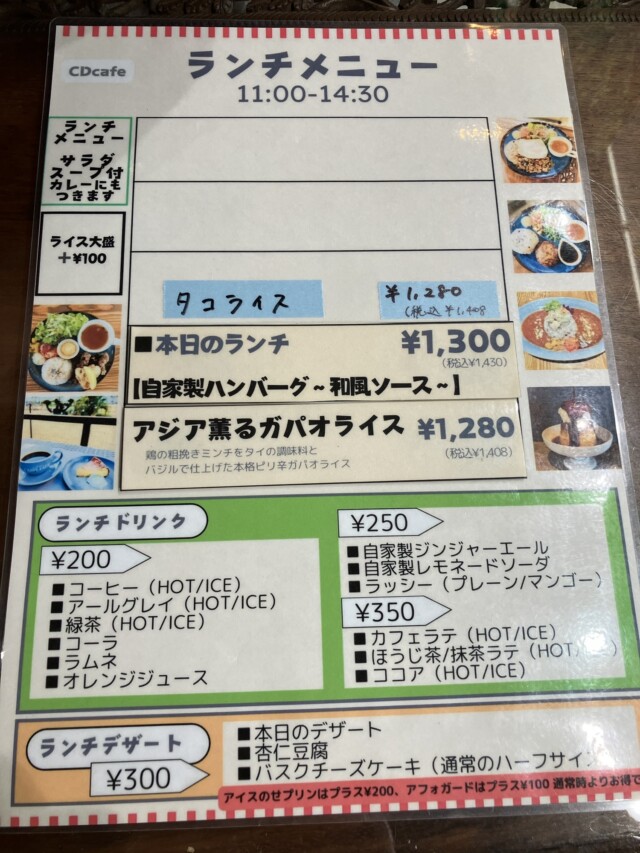 CDcafe
ランチメニュー
11:00-14:30
ランチ
メニュー
サラダ
スープ付
カレーにも
つきます
ライス大盛
+¥100
タコライス ¥1,280
(税込 ¥1,408
■本日のランチ ¥1,300
(税込¥1,430)
【自家製ハンバーグ~和風ソース~】
アジア薫るガパオライス ¥1,280
(税込¥1,408)
鶏の粗挽きミンチをタイの調味料と
バジルで仕上げた本格ピリ辛ガパオライス
ランチドリンク
¥200
■コーヒー（HOT/ICE）
■アールグレイ（HOT/ICE）
■緑茶（HOT/ICE）
■コーラ
■ラムネ
■オレンジジュース
¥250
■自家製ジンジャーエール
■自家製レモネードソーダ
■ラッシー（プレーン/マンゴー）
¥350
■カフェラテ（HOT/ICE）
■ほうじ茶/抹茶ラテ（HOT/
■ココア（HOT/ICE）
ランチデザート
¥300
■本日のデザート
■杏仁豆腐
■バスクチーズケーキ（通常のハーフサイズ
アイスのせプリンはプラス¥200、アフォガードはプラス¥100 通常時よりお得で